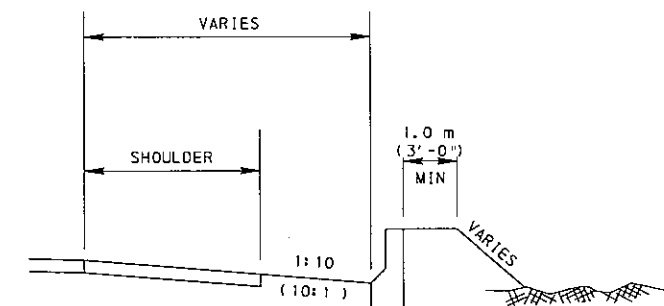 VARIES
SHOULDER
1.0 m
(3'-0")
MIN
VARIES
1:10
(10:1)